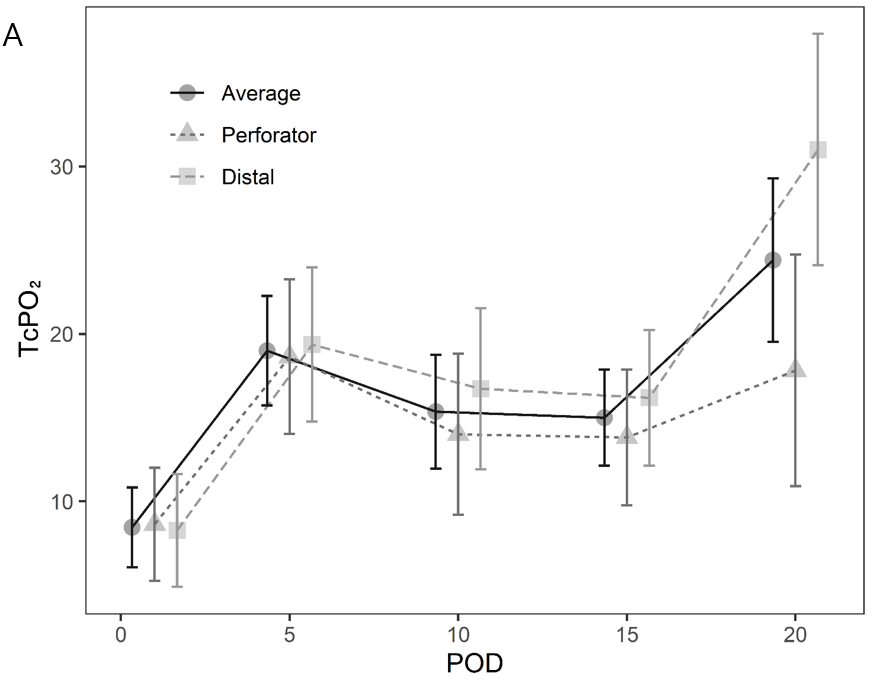 A
Average
Perforator
Distal
30
20
10
TcPO₂
0 5 10 15 20
POD